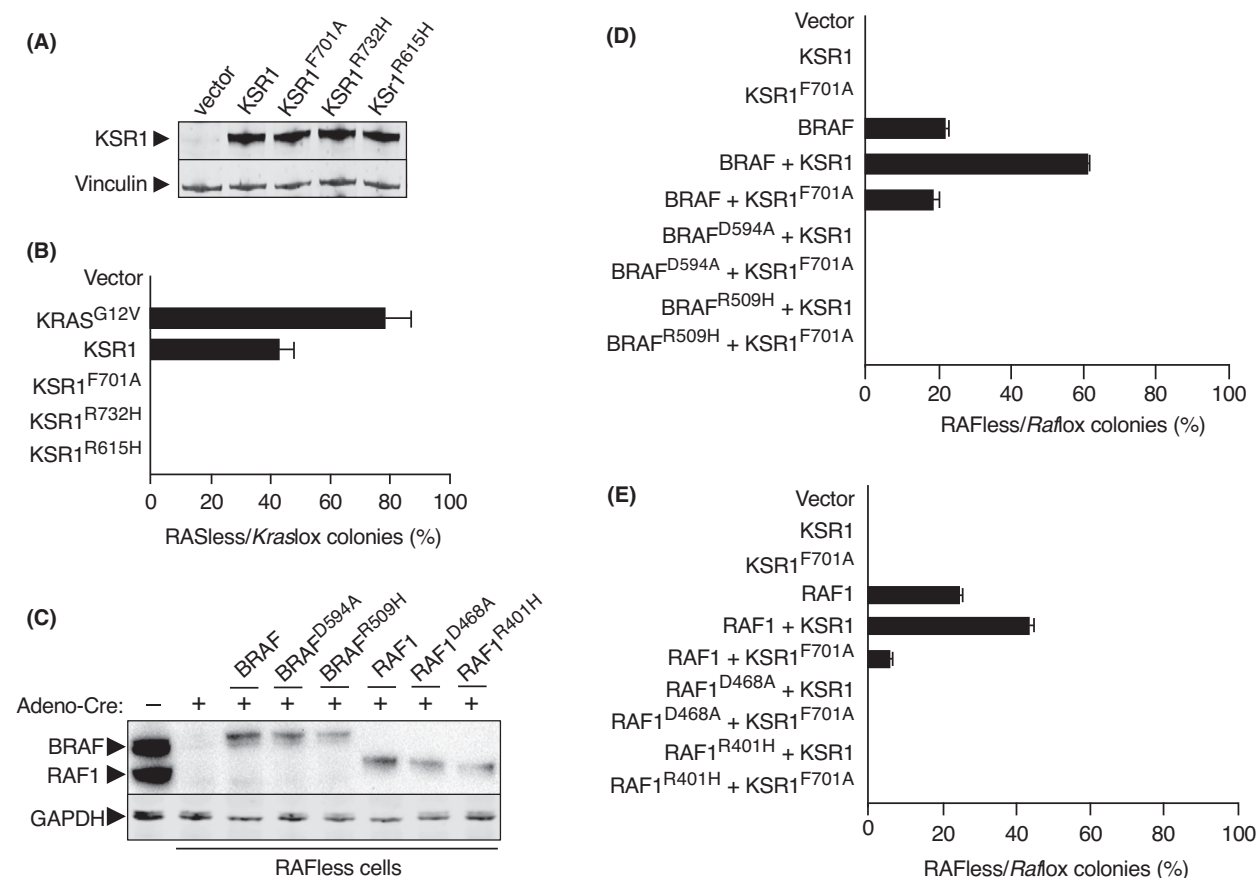 (A)
vector
KSR1
KSR1F701A
KSR1R732H
KSr1R615H
KSR1
Vinculin
(B)
Vector
KRASG12V
KSR1
KSR1F701A
KSR1R732H
KSR1R615H
0 20 40 60 80 100
RASless/Kraslox colonies (%)
(C)
BRAF
BRAFD594A
BRAFR509H
RAF1
RAF1D468A
RAF1R401H
Adeno-Cre: – + + + + + + +
BRAF
RAF1
GAPDH
RAFless cells
(D)
Vector
KSR1
KSR1F701A
BRAF
BRAF + KSR1
BRAF + KSR1F701A
BRAFD594A + KSR1
BRAFD594A + KSR1F701A
BRAFR509H + KSR1
BRAFR509H + KSR1F701A
0 20 40 60 80 100
RAFless/Raflox colonies (%)
(E)
Vector
KSR1
KSR1F701A
RAF1
RAF1 + KSR1
RAF1 + KSR1F701A
RAF1D468A + KSR1
RAF1D468A + KSR1F701A
RAF1R401H + KSR1
RAF1R401H + KSR1F701A
0 20 40 60 80 100
RAFless/Raflox colonies (%)